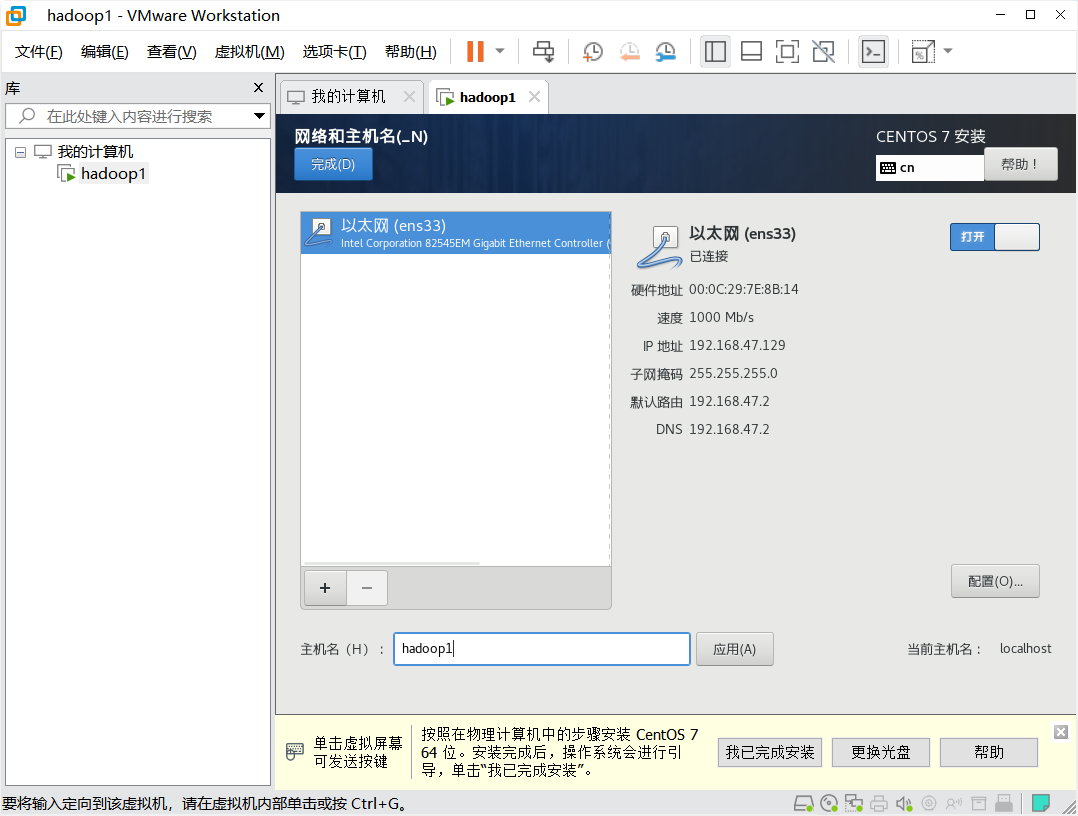 hadoop1 - VMware Workstation
文件(F) 编辑(E) 查看(V) 虚拟机(M) 选项卡(T) 帮助(H)
库
在此处键入内容进行搜索
我的计算机
hadoop1
我的计算机 hadoop1
网络和主机名(_N)
完成(D)
CENTOS 7 安装
cn
帮助！
以太网 (ens33)
Intel Corporation 82545EM Gigabit Ethernet Controller (
以太网 (ens33)
已连接
打开
硬件地址 00:0C:29:7E:8B:14
速度 1000 Mb/s
IP 地址 192.168.47.129
子网掩码 255.255.255.0
默认路由 192.168.47.2
DNS 192.168.47.2
+ −
配置(O)...
主机名（H）： hadoop1 应用(A) 当前主机名： localhost
单击虚拟屏幕
可发送按键
按照在物理计算机中的步骤安装 CentOS 7
64 位。安装完成后，操作系统会进行引
导，单击“我已完成安装”。
我已完成安装 更换光盘 帮助
要将输入定向到该虚拟机，请在虚拟机内部单击或按 Ctrl+G。